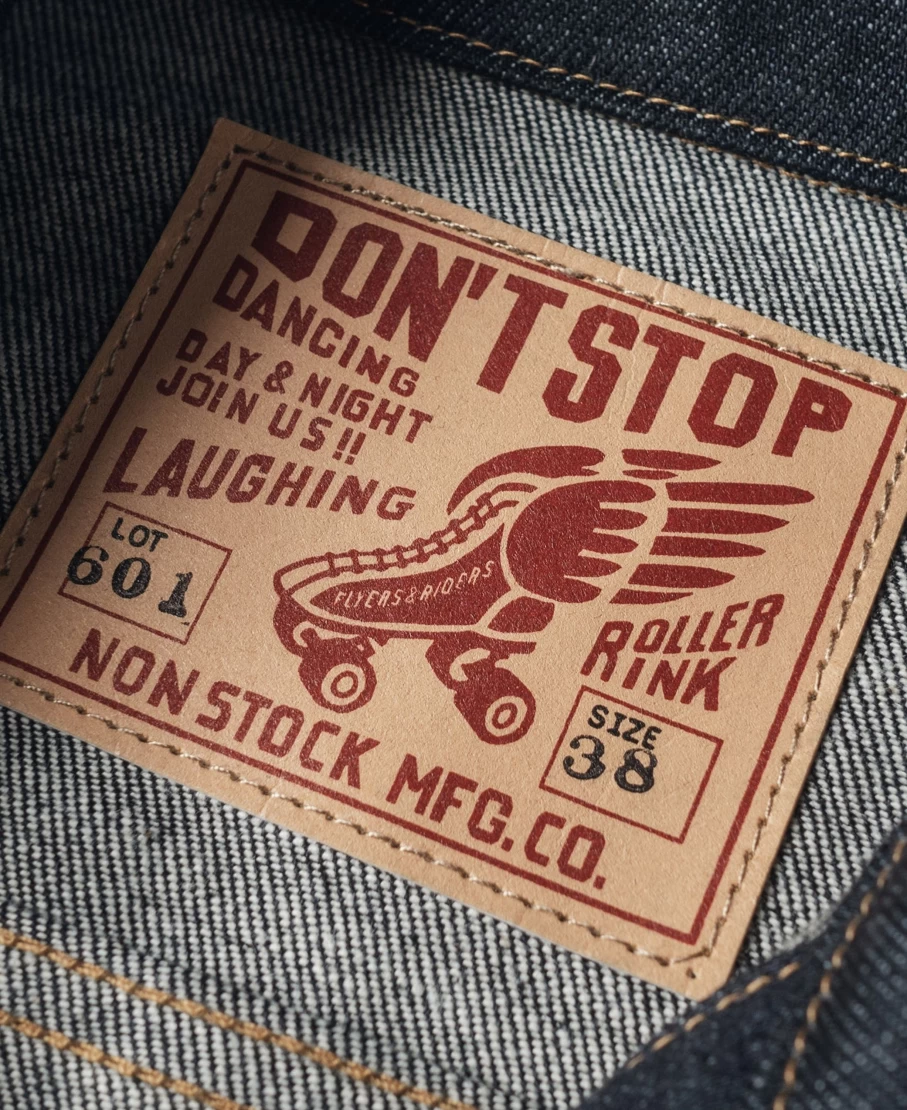 DON'T STOP
DANCING
DAY & NIGHT
JOIN US!!
LAUGHING
LOT
601
FLYERS&RIDERS
ROLLER
RINK
SIZE
38
NON STOCK MFG.CO.